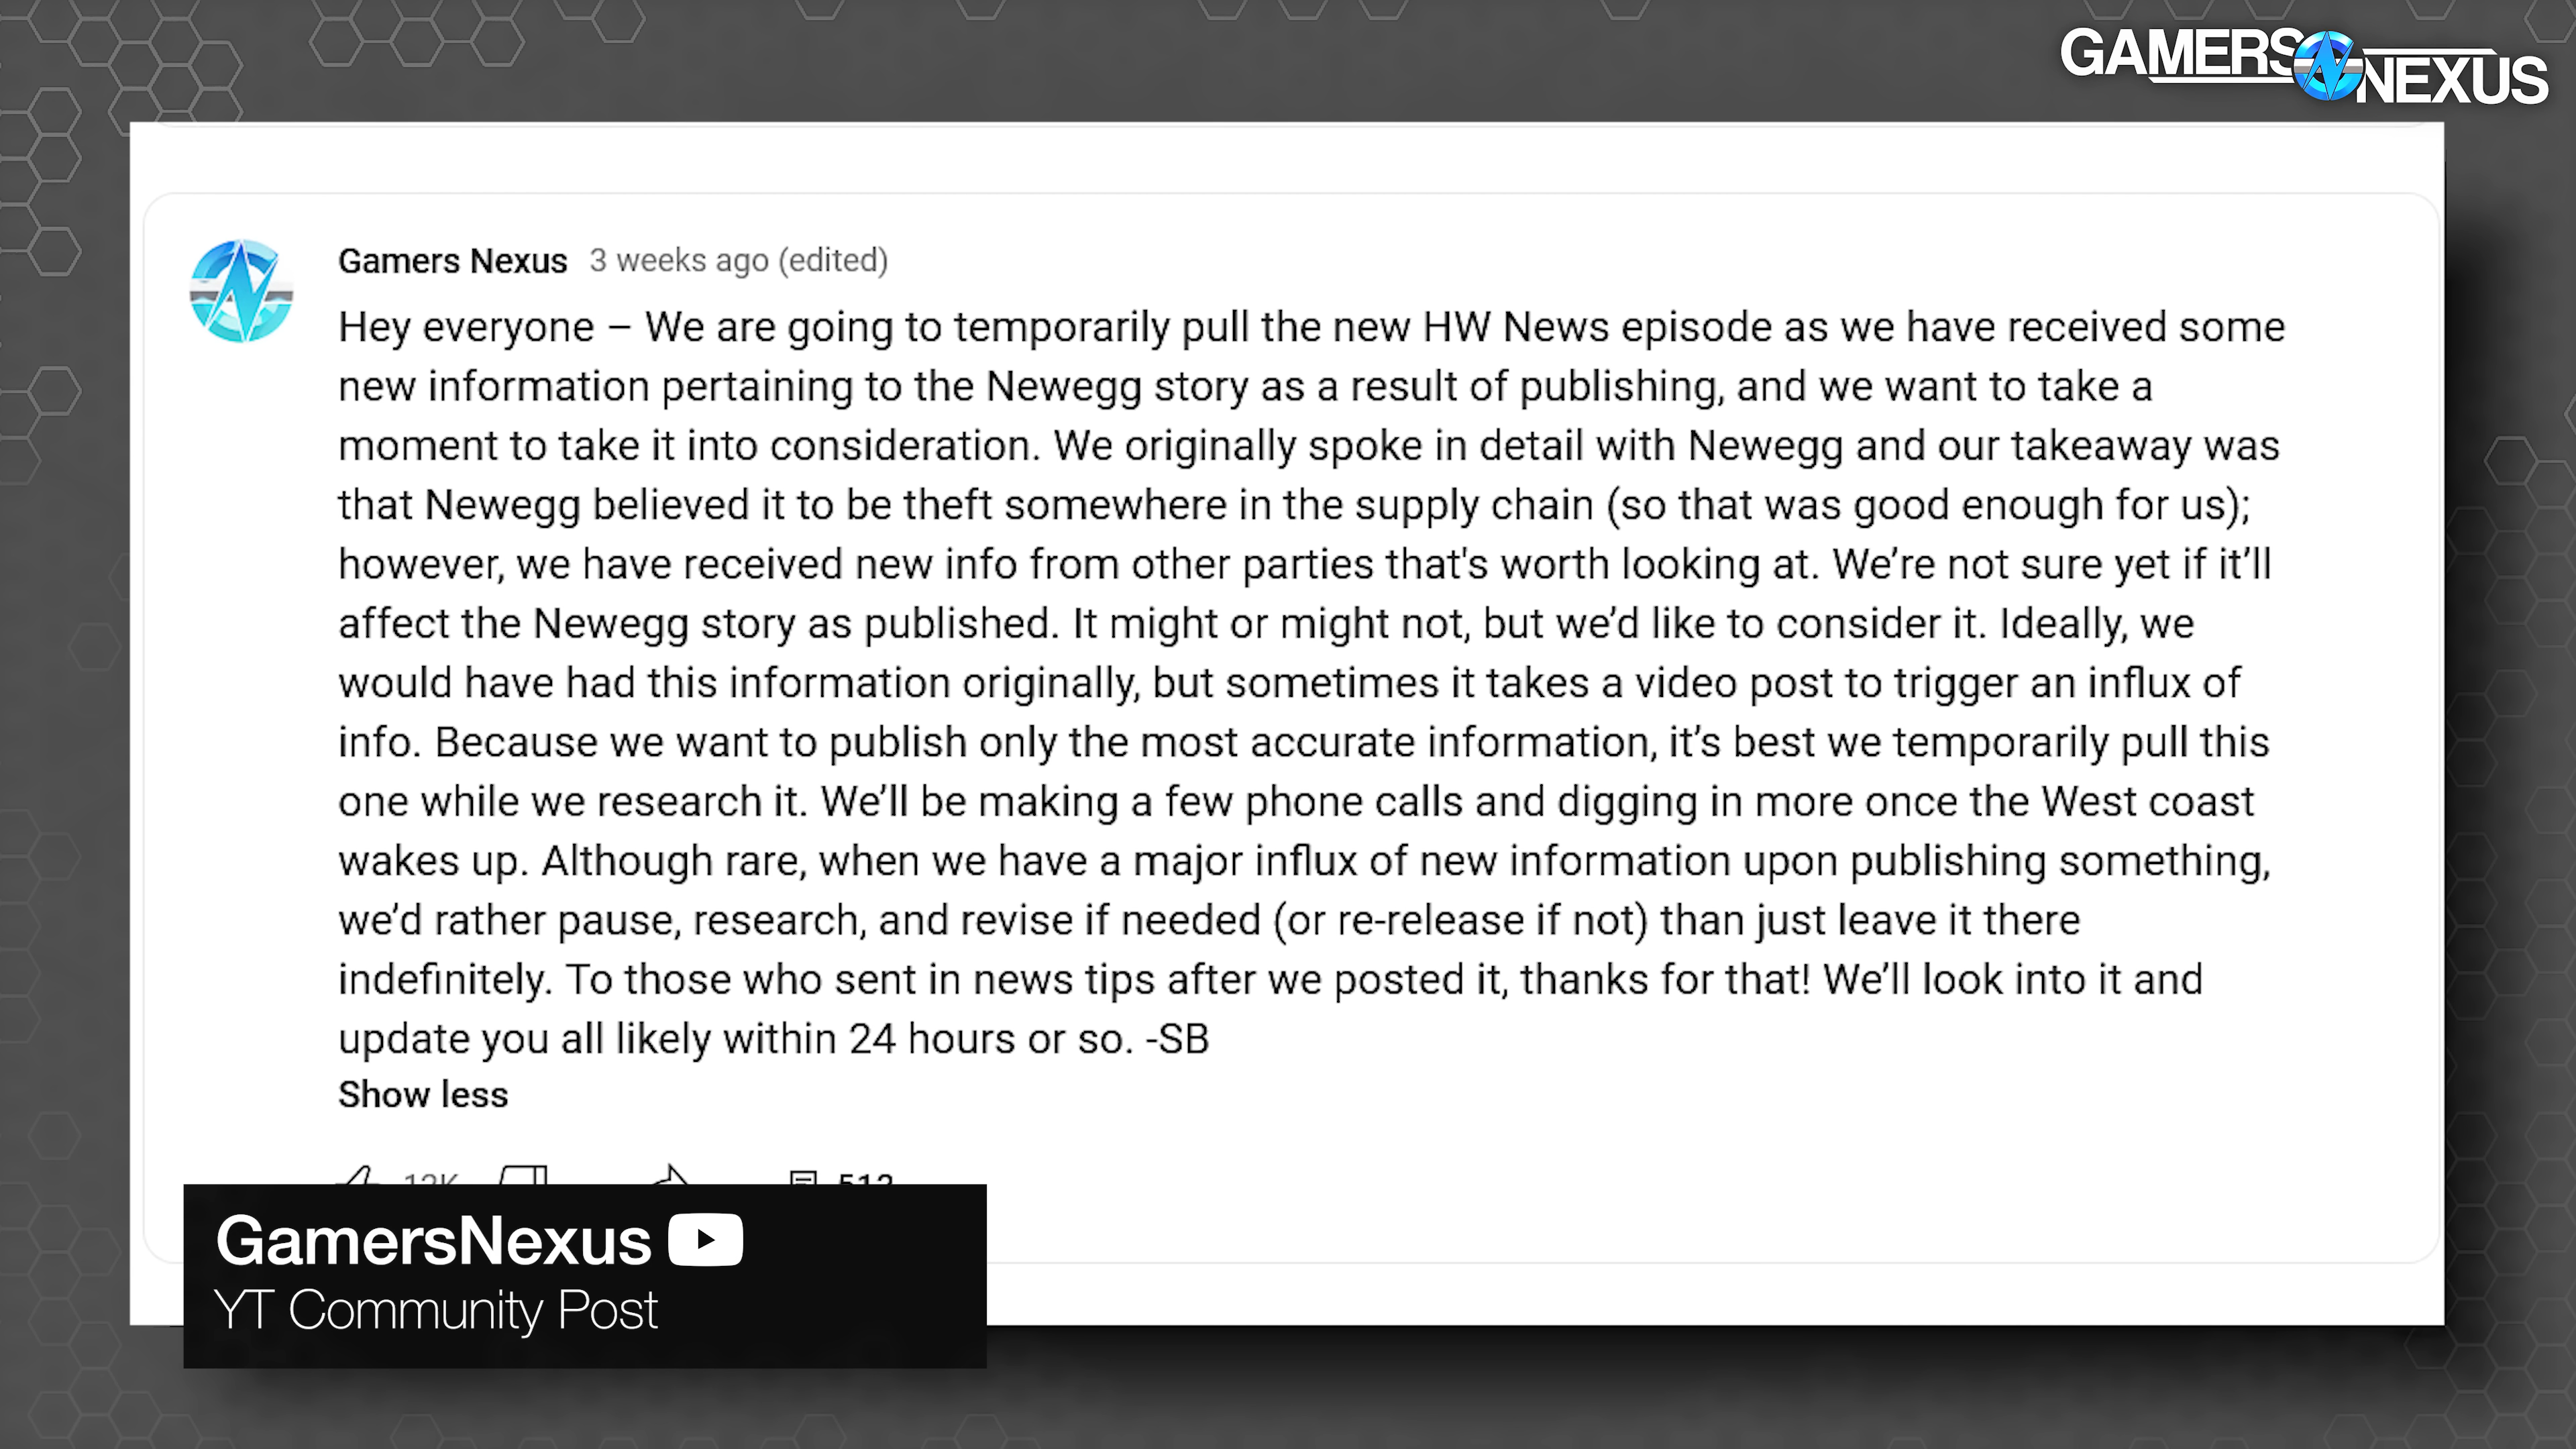 GAMERS NEXUS
Gamers Nexus 3 weeks ago (edited)
Hey everyone – We are going to temporarily pull the new HW News episode as we have received some
new information pertaining to the Newegg story as a result of publishing, and we want to take a
moment to take it into consideration. We originally spoke in detail with Newegg and our takeaway was
that Newegg believed it to be theft somewhere in the supply chain (so that was good enough for us);
however, we have received new info from other parties that's worth looking at. We’re not sure yet if it’ll
affect the Newegg story as published. It might or might not, but we’d like to consider it. Ideally, we
would have had this information originally, but sometimes it takes a video post to trigger an influx of
info. Because we want to publish only the most accurate information, it’s best we temporarily pull this
one while we research it. We’ll be making a few phone calls and digging in more once the West coast
wakes up. Although rare, when we have a major influx of new information upon publishing something,
we’d rather pause, research, and revise if needed (or re-release if not) than just leave it there
indefinitely. To those who sent in news tips after we posted it, thanks for that! We’ll look into it and
update you all likely within 24 hours or so. -SB
Show less
GamersNexus
YT Community Post